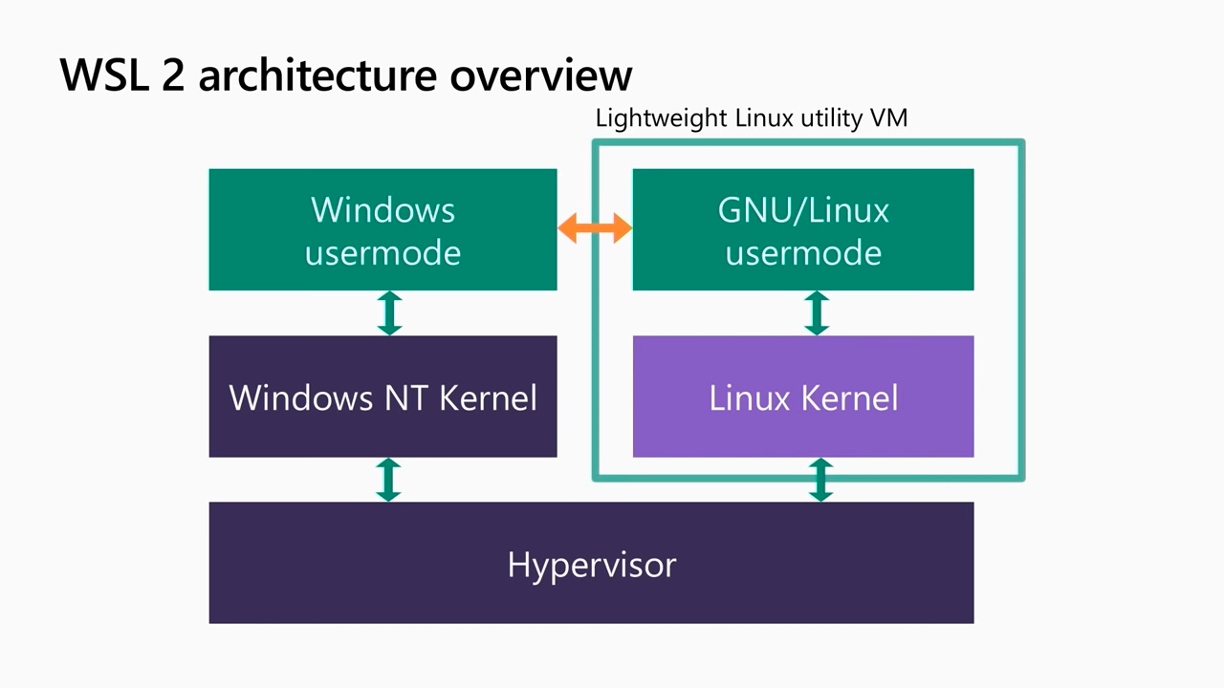 WSL 2 architecture overview
Lightweight Linux utility VM
Windows
usermode
GNU/Linux
usermode
Windows NT Kernel
Linux Kernel
Hypervisor